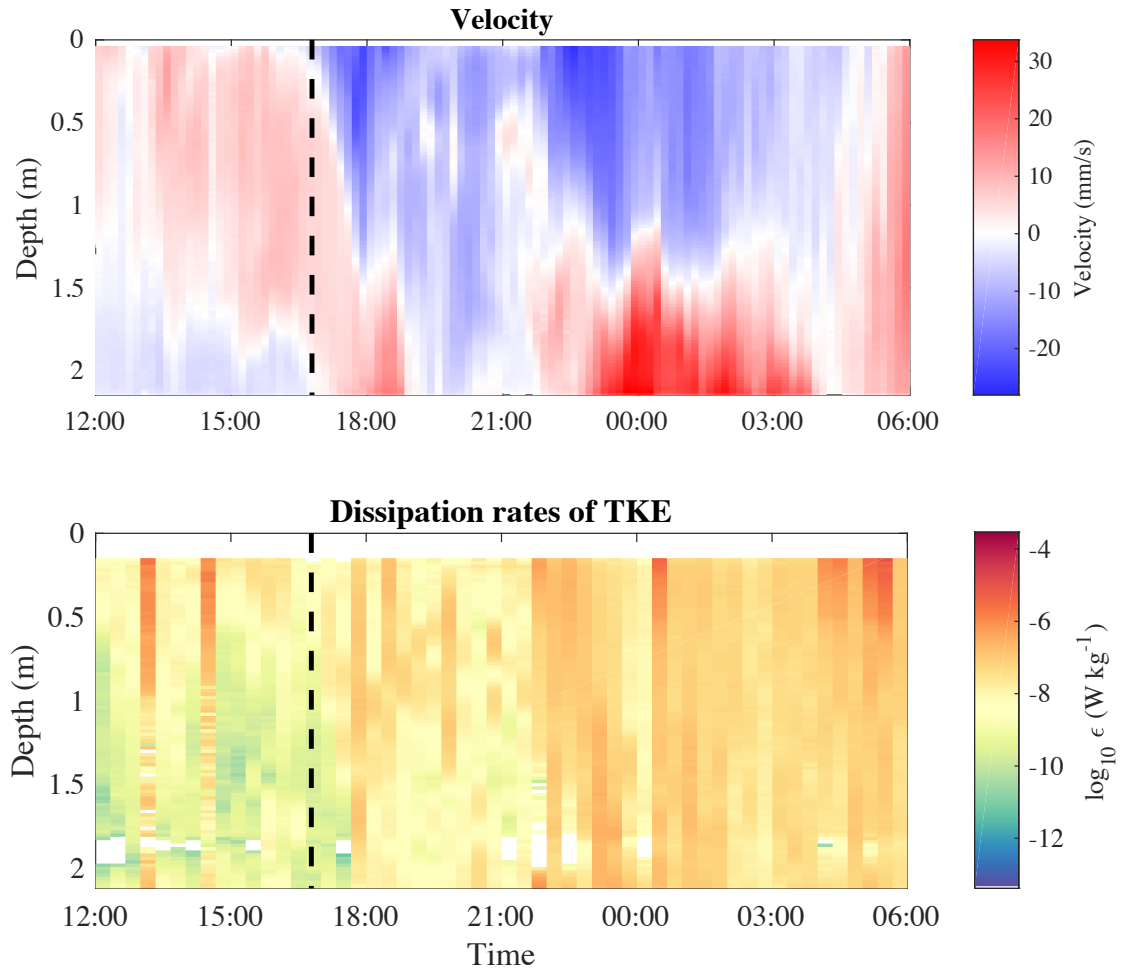 Velocity
0
0.5
1
1.5
2
Depth (m)
12:00 15:00 18:00 21:00 00:00 03:00 06:00
30
20
10
0
-10
-20
Velocity (mm/s)
Dissipation rates of TKE
0
0.5
1
1.5
2
Depth (m)
12:00 15:00 18:00 21:00 00:00 03:00 06:00
Time
-4
-6
-8
-10
-12
log10 ϵ (W kg-1)